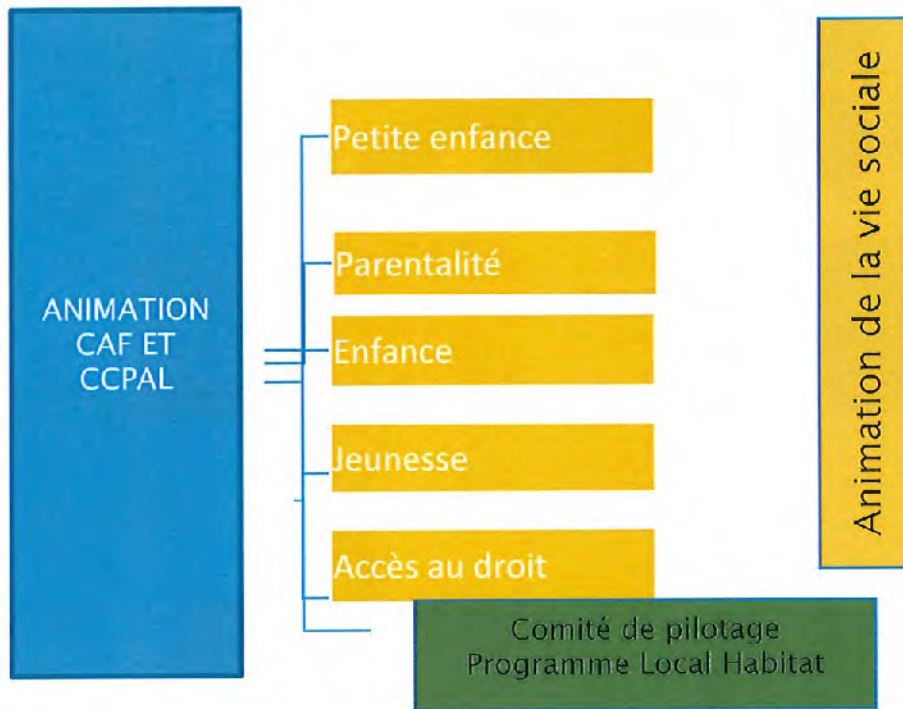 ANIMATION
CAF ET
CCPAL
Petite enfance
Parentalité
Enfance
Jeunesse
Accès au droit
Comité de pilotage
Programme Local Habitat
Animation de la vie sociale